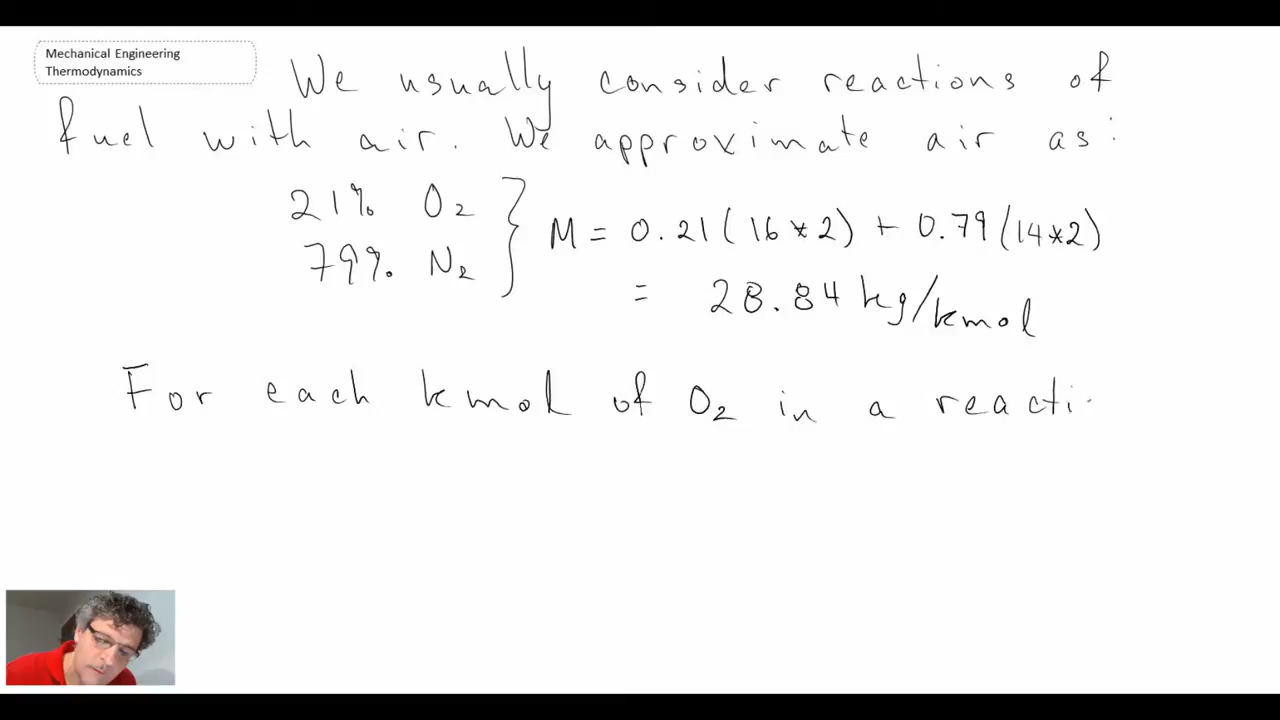 Mechanical Engineering
Thermodynamics
We usually consider reactions of
fuel with air. We approximate air as:
21% O₂
79% N₂
M = 0.21(16*2) + 0.79(14*2)
= 28.84 kg/kmol
For each kmol of O₂ in a reacti